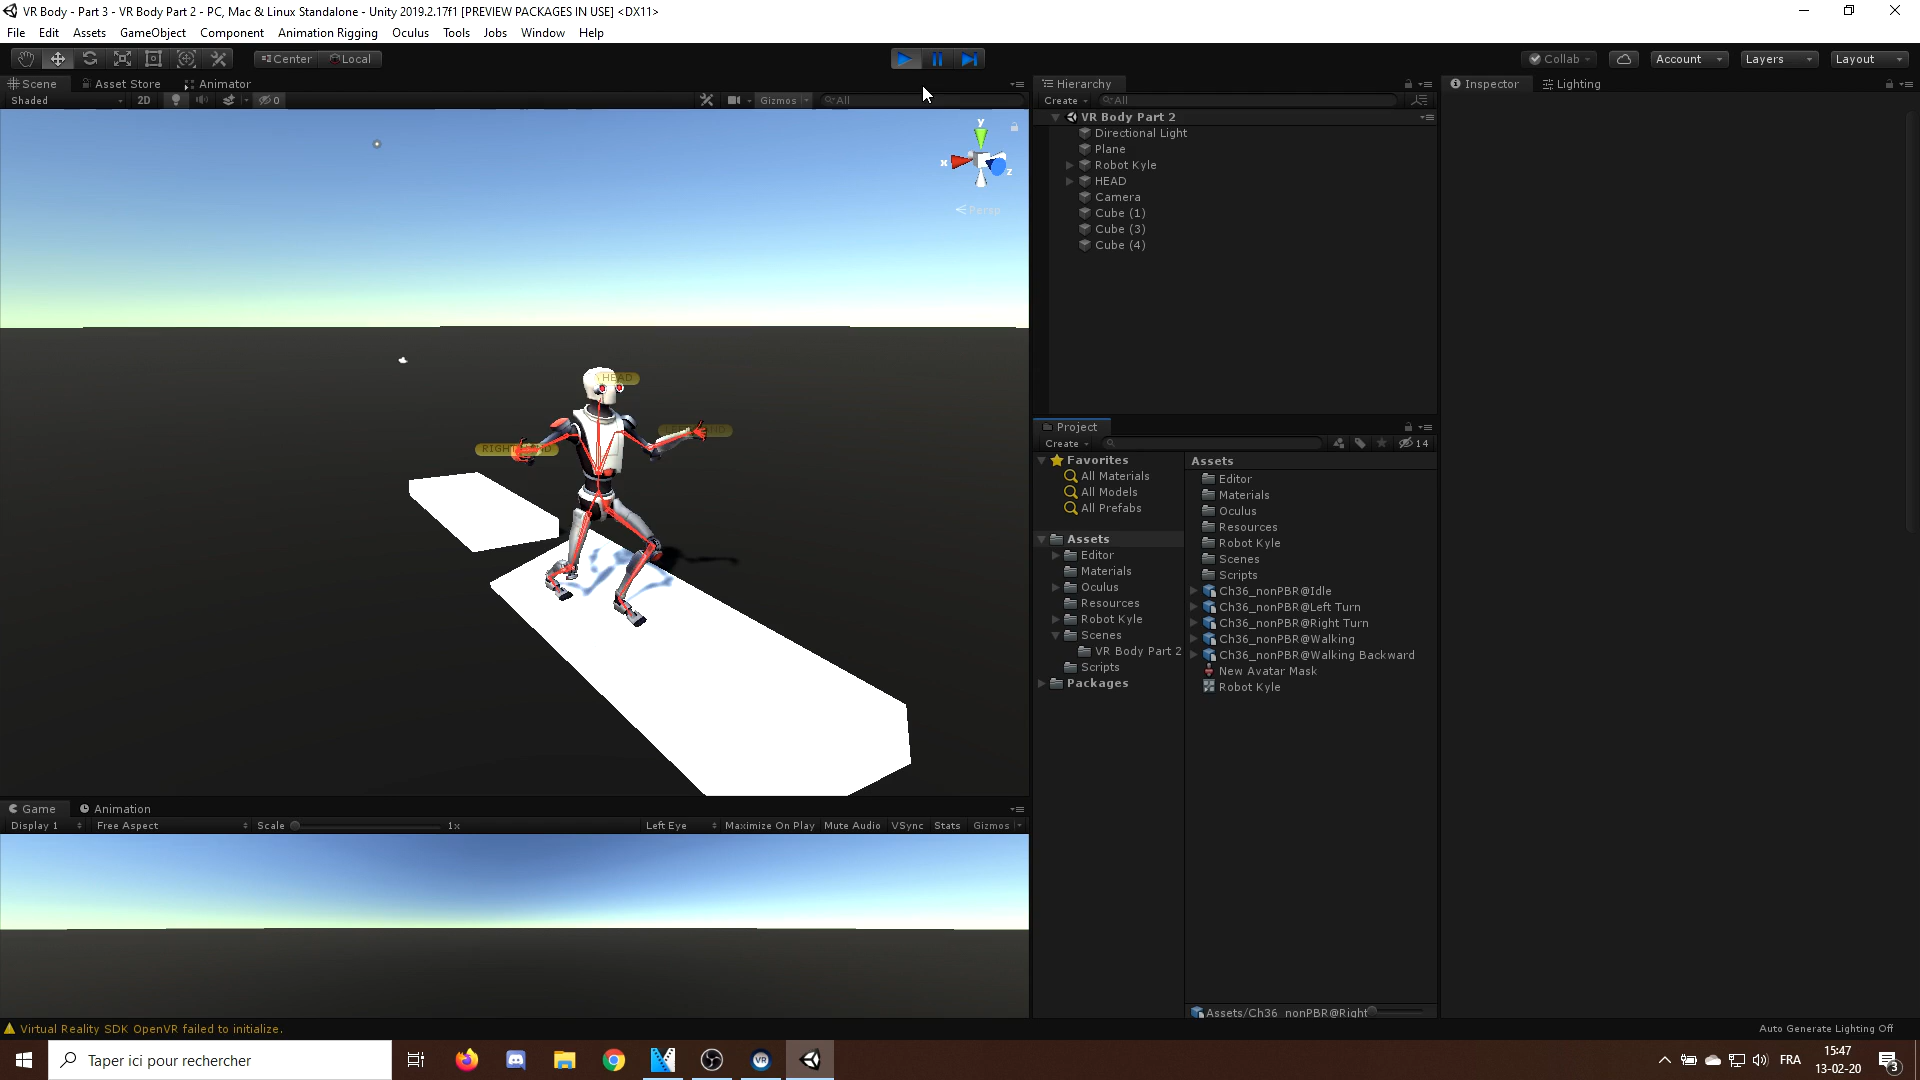 VR Body - Part 3 - VR Body Part 2 - PC, Mac & Linux Standalone - Unity 2019.2.17f1 [PREVIEW PACKAGES IN USE] <DX11>
File Edit Assets GameObject Component Animation Rigging Oculus Tools Jobs Window Help
Center Local
Collab Account Layers Layout
Scene Asset Store Animator
Shaded 2D 0 Gizmos All
y
x
z
Persp
HEAD
RIGHT HAND
Game Animation
Display 1 Free Aspect Scale 1x Left Eye Maximize On Play Mute Audio VSync Stats Gizmos
Hierarchy
Create All
VR Body Part 2
Directional Light
Plane
Robot Kyle
HEAD
Camera
Cube (1)
Cube (3)
Cube (4)
Project
Create 14
Favorites
All Materials
All Models
All Prefabs
Assets
Editor
Materials
Oculus
Resources
Robot Kyle
Scenes
VR Body Part 2
Scripts
Packages
Assets
Editor
Materials
Oculus
Resources
Robot Kyle
Scenes
Scripts
Ch36_nonPBR@Idle
Ch36_nonPBR@Left Turn
Ch36_nonPBR@Right Turn
Ch36_nonPBR@Walking
Ch36_nonPBR@Walking Backward
New Avatar Mask
Robot Kyle
Assets/Ch36_nonPBR@Right
Inspector Lighting
Virtual Reality SDK OpenVR failed to initialize.
Auto Generate Lighting Off
Taper ici pour rechercher
VR
FRA
15:47
13-02-20
3